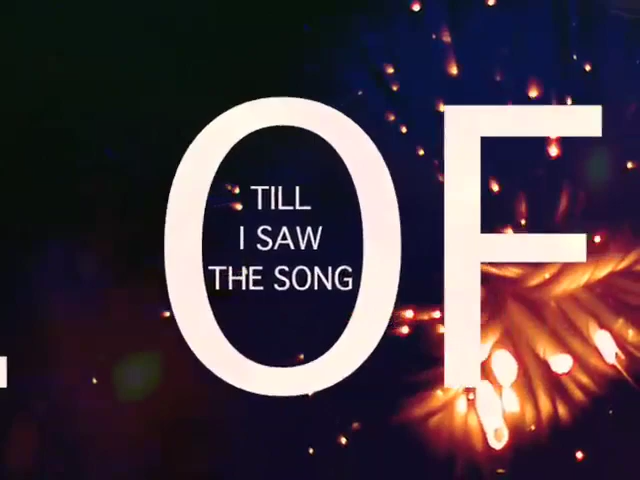 OF
TILL
I SAW
THE SONG